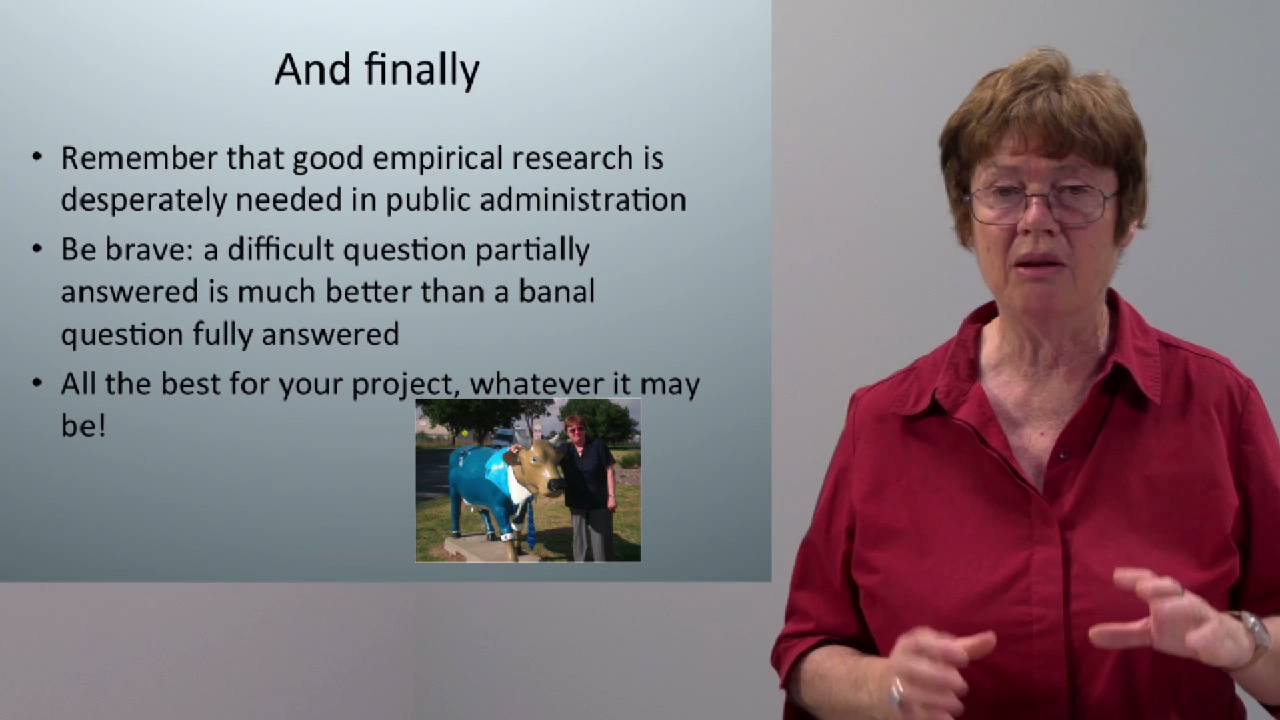 And finally
• Remember that good empirical research is
desperately needed in public administration
• Be brave: a difficult question partially
answered is much better than a banal
question fully answered
• All the best for your project, whatever it may
be!